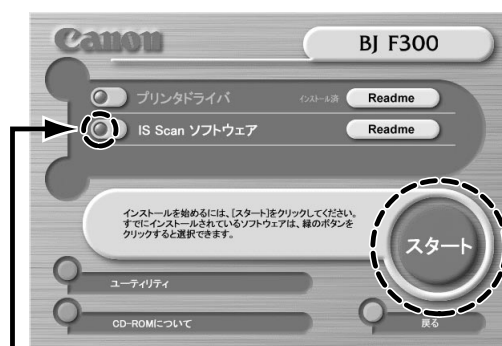 Canon
BJ F300
プリンタドライバ インストール済 Readme
IS Scan ソフトウェア Readme
インストールを始めるには、[スタート]をクリックしてください。
すでにインストールされているソフトウェアは、緑のボタンを
クリックすると選択できます。
スタート
ユーティリティ
CD-ROMについて
戻る